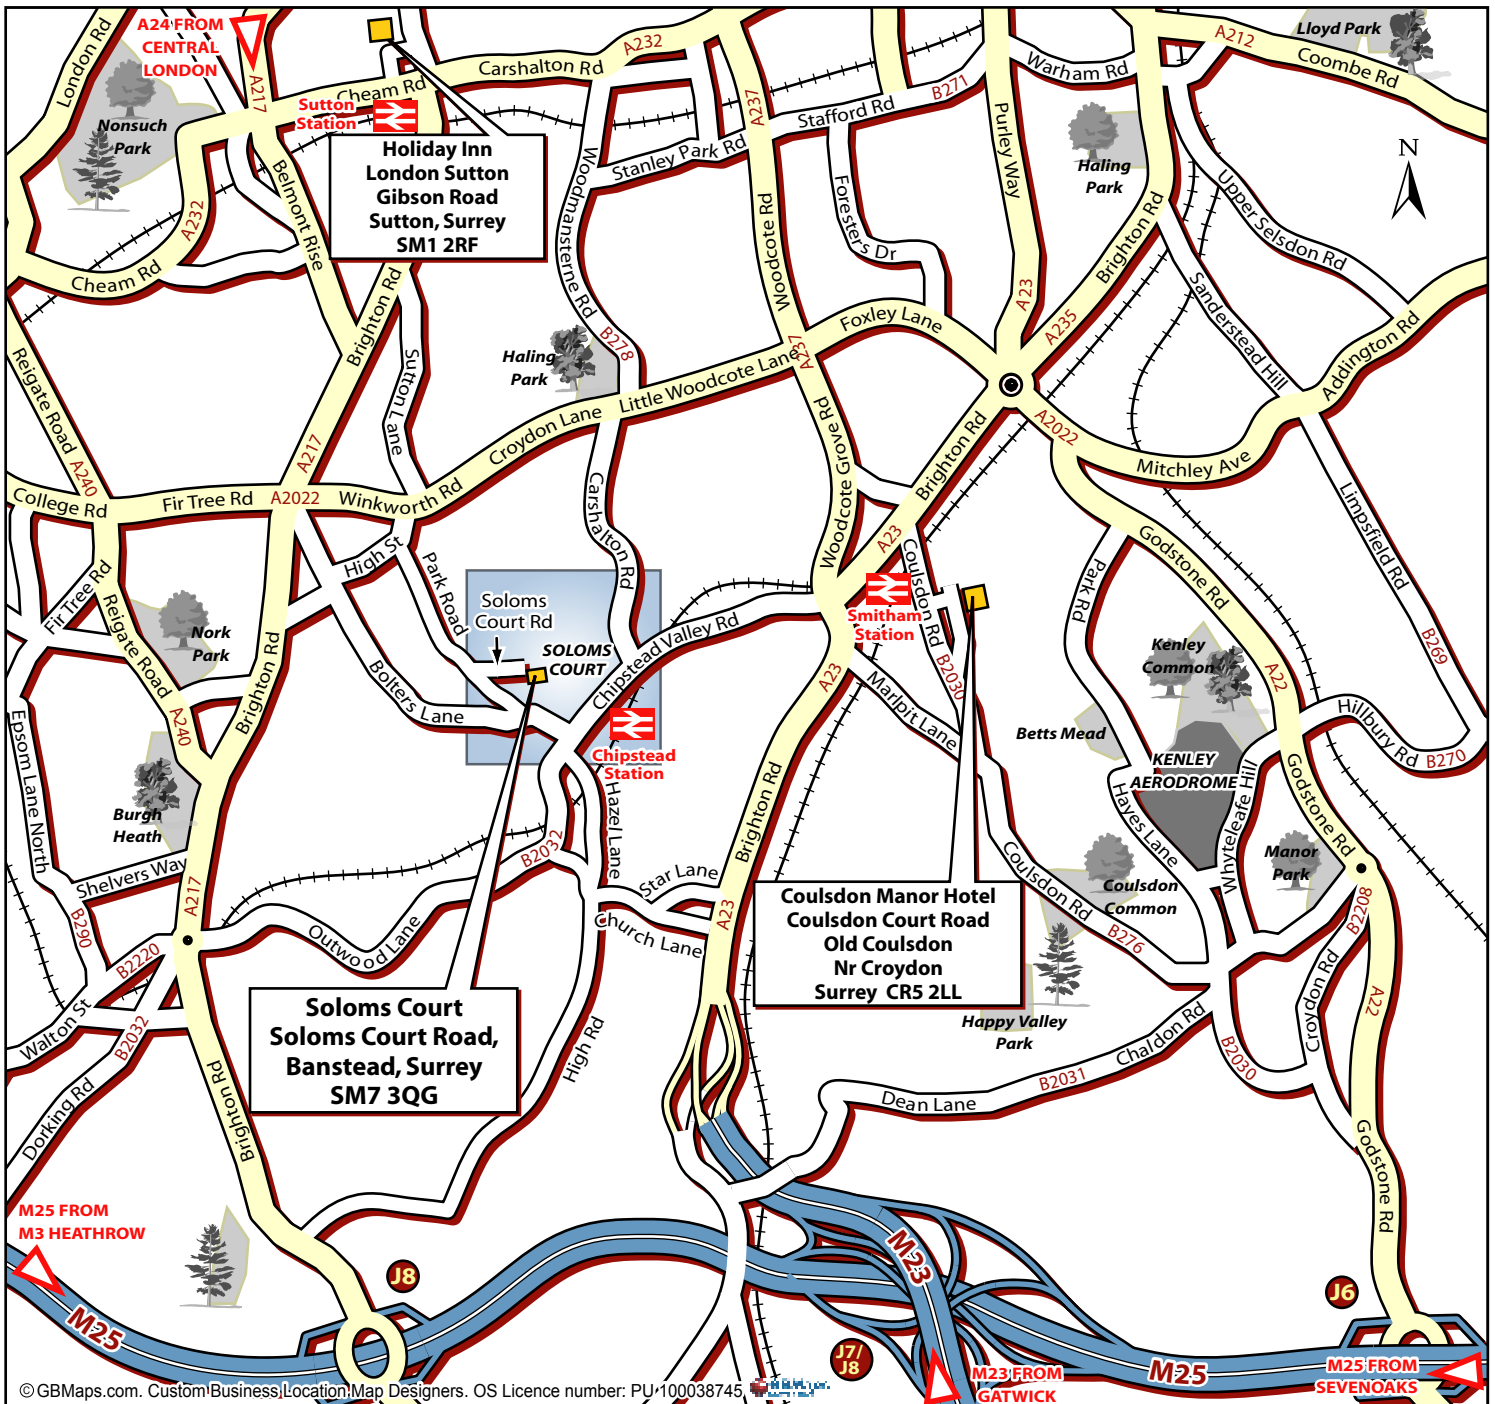 A24 FROM
CENTRAL
LONDON
London Rd
A217
Nonsuch
Park
Sutton
Station
Cheam Rd
Carshalton Rd
A232
A237
Stafford Rd
B271
Warham Rd
A212
Lloyd Park
Coombe Rd
Holiday Inn
London Sutton
Gibson Road
Sutton, Surrey
SM1 2RF
Belmont Rise
A232
Cheam Rd
Woodmansterne Rd
Stanley Park Rd
Woodcote Rd
Foresters Dr
Purley Way
A23
Haling
Park
Brighton Rd
A235
Upper Selsdon Rd
N
Sanderstead Hill
Addington Rd
Brighton Rd
Sutton Lane
Haling
Park
B278
A237
Foxley Lane
Reigate Road
A240
A217
Croydon Lane
Little Woodcote Lane
Woodcote Grove Rd
Brighton Rd
A2022
Mitchley Ave
College Rd
Fir Tree Rd
A2022
Winkworth Rd
Carshalton Rd
A23
Limpsfield Rd
High St
Park Road
Fir Tree Rd
Reigate Road
Nork
Park
Soloms
Court Rd
SOLOMS
COURT
Chipstead Valley Rd
Smitham
Station
Coulsdon Rd
B2030
Park Rd
Godstone Rd
A22
B269
Kenley
Common
Brighton Rd
A240
Bolters Lane
Chipstead
Station
A23
Marlpit Lane
Betts Mead
KENLEY
AERODROME
Hillbury Rd
B270
Epsom Lane North
Burgh
Heath
Hazel Lane
Brighton Rd
Hayes Lane
Whyteleafe Hill
Godstone Rd
Shelvers Way
A217
B290
B2032
Star Lane
Church Lane
A23
Coulsdon Rd
Coulsdon
Common
B276
Manor
Park
B2208
Coulsdon Manor Hotel
Coulsdon Court Road
Old Coulsdon
Nr Croydon
Surrey  CR5 2LL
B2220
Outwood Lane
Walton St
B2032
Dorking Rd
Soloms Court
Soloms Court Road,
Banstead, Surrey
SM7 3QG
High Rd
Happy Valley
Park
Chaldon Rd
B2031
Dean Lane
B2030
Croydon Rd
A22
Godstone Rd
Brighton Rd
M25 FROM
M3 HEATHROW
M25
J8
M23
J7/
J8
M23 FROM
GATWICK
M25
J6
M25 FROM
SEVENOAKS
© GBMaps.com. Custom Business Location Map Designers. OS Licence number: PU 100038745